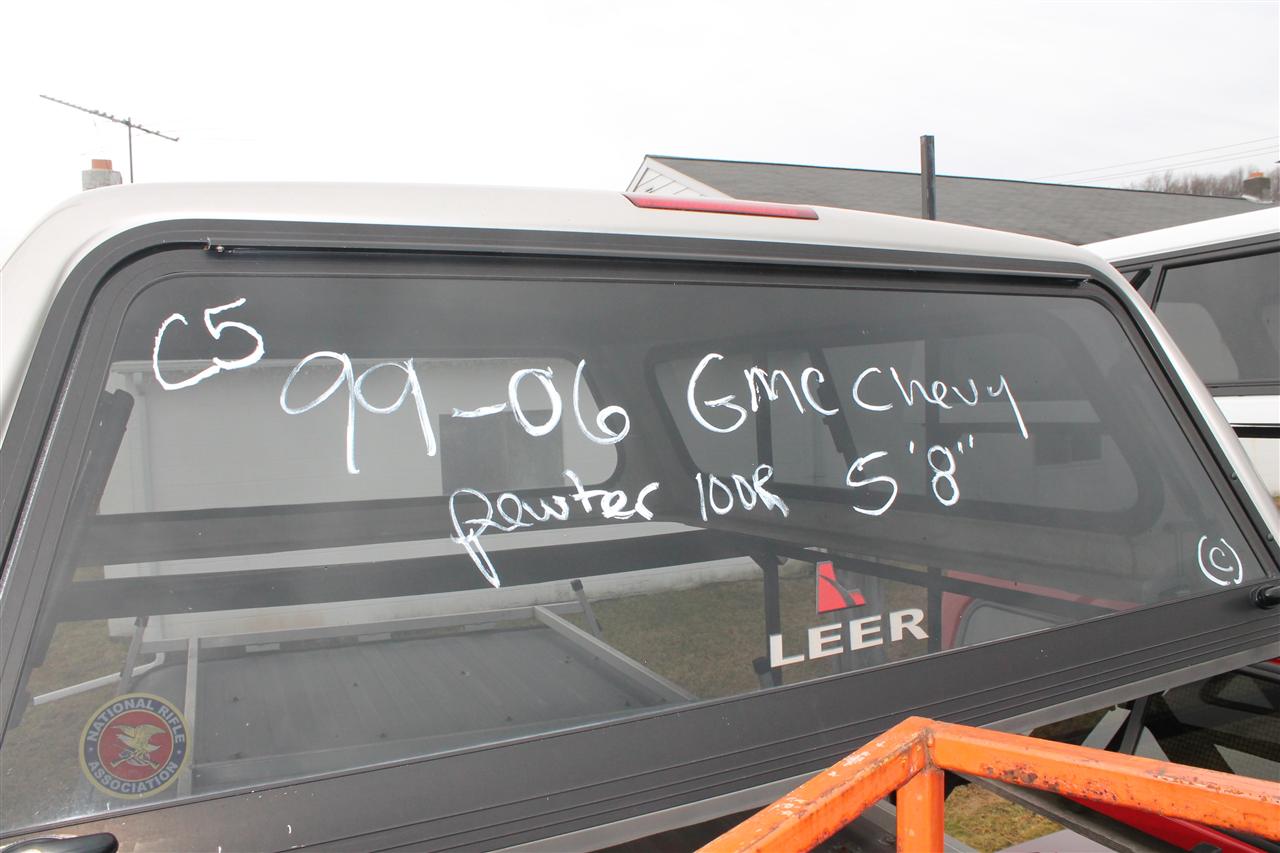 C5
99-06 GMC Chevy
pewter 100R 5'8"
(C)
LEER
NATIONAL RIFLE
ASSOCIATION